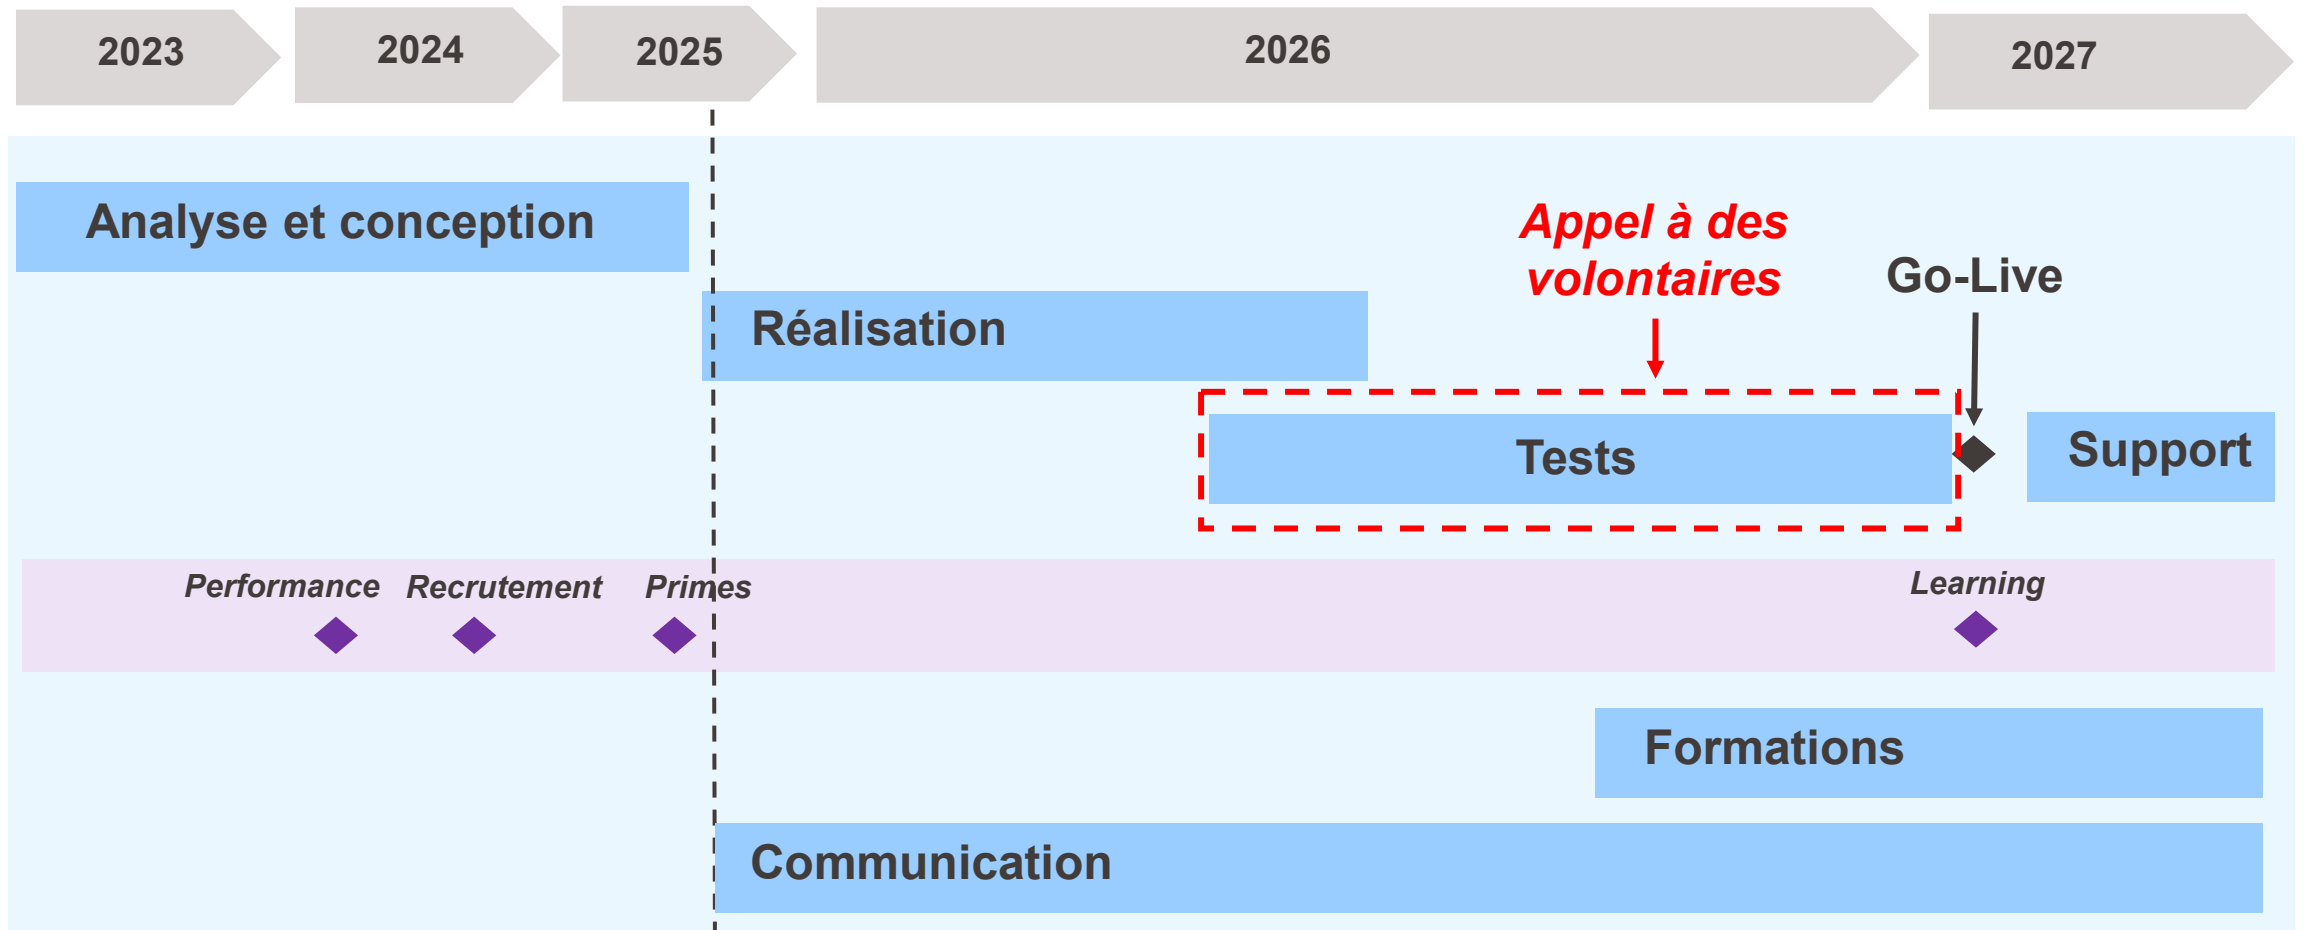 2023
2024
2025
2026
2027
Analyse et conception
Appel à des
volontaires
Go-Live
Réalisation
Tests
Support
Performance
Recrutement
Primes
Learning
Formations
Communication